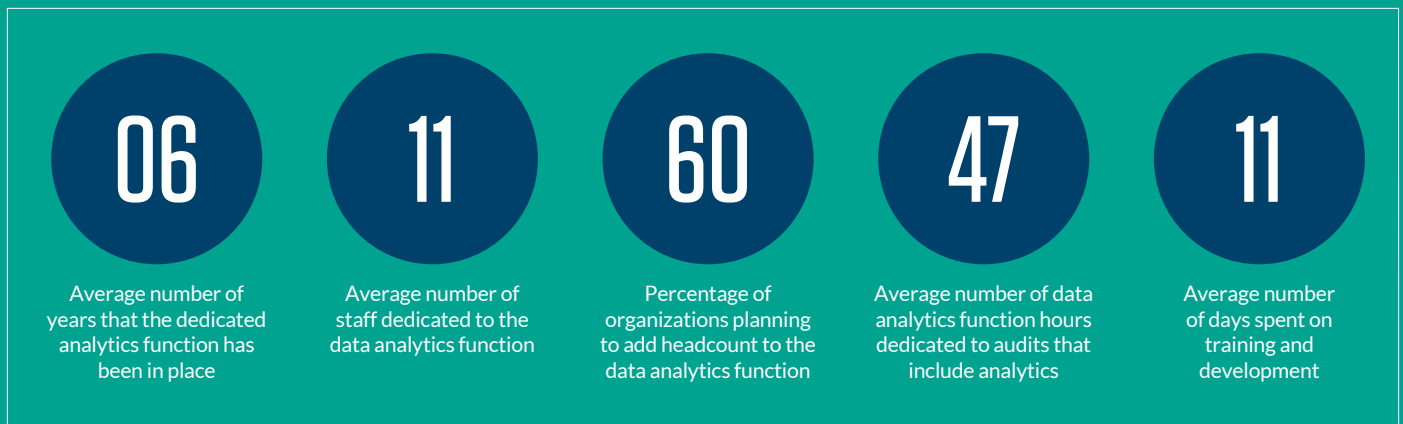 06
Average number of
years that the dedicated
analytics function has
been in place
11
Average number of
staff dedicated to the
data analytics function
60
Percentage of
organizations planning
to add headcount to the
data analytics function
47
Average number of data
analytics function hours
dedicated to audits that
include analytics
11
Average number
of days spent on
training and
development